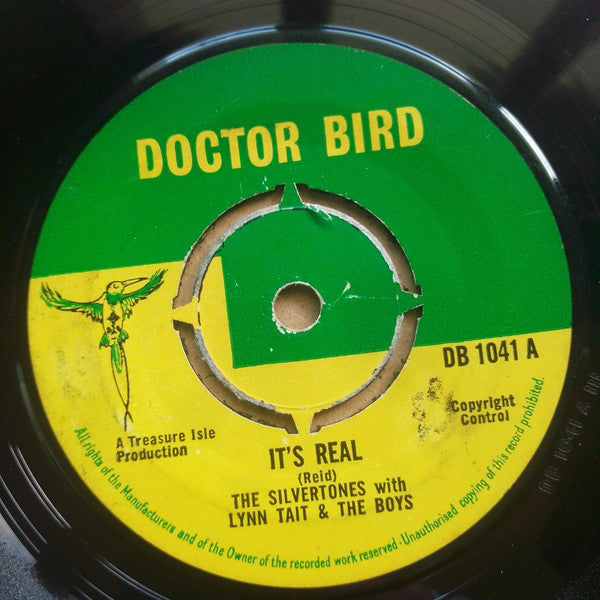 DOCTOR BIRD
DB 1041 A
A Treasure Isle
Production
Copyright
Control
IT'S REAL
(Reid)
THE SILVERTONES with
LYNN TAIT & THE BOYS
All rights of the Manufacturers and of the Owner of the recorded work reserved - Unauthorised copying of this record prohibited.
DB 1041 A